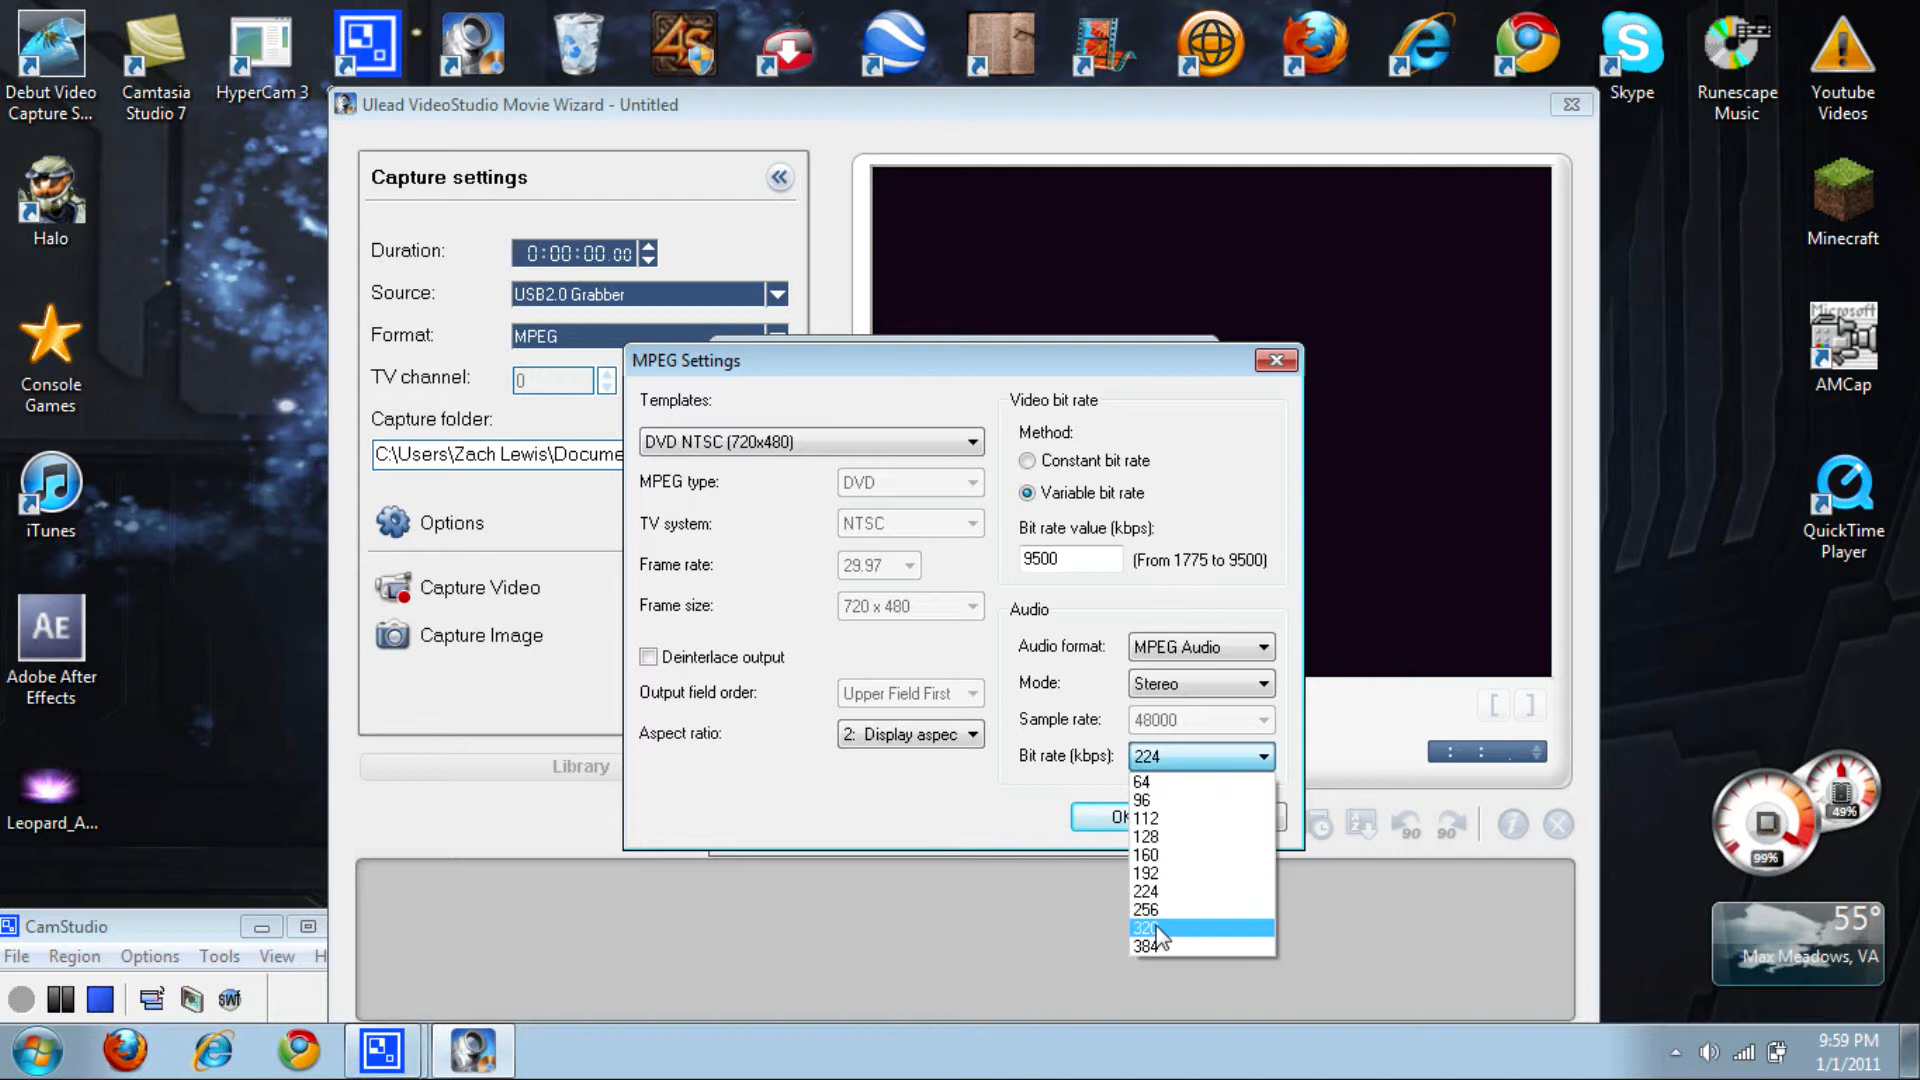 Debut Video
Capture S...
Camtasia
Studio 7
HyperCam 3
Skype
Runescape
Music
Youtube
Videos
Ulead VideoStudio Movie Wizard - Untitled
Halo
Console
Games
iTunes
AE
Adobe After
Effects
Leopard_A...
Minecraft
Microsoft
AMCap
QuickTime
Player
Capture settings
Duration:
0:00:00.00
Source:
USB2.0 Grabber
Format:
MPEG
TV channel:
0
Capture folder:
C:\Users\Zach Lewis\Docume
Options
Capture Video
Capture Image
Library
MPEG Settings
Templates:
DVD NTSC (720x480)
MPEG type:
DVD
TV system:
NTSC
Frame rate:
29.97
Frame size:
720 x 480
Deinterlace output
Output field order:
Upper Field First
Aspect ratio:
2: Display aspec
Video bit rate
Method:
Constant bit rate
Variable bit rate
Bit rate value (kbps):
9500
(From 1775 to 9500)
Audio
Audio format:
MPEG Audio
Mode:
Stereo
Sample rate:
48000
Bit rate (kbps):
224
64
96
112
128
160
192
224
256
320
384
OK
[ ]
: : .
90
90
49%
99%
55°
Max Meadows, VA
CamStudio
File Region Options Tools View H
SWF
9:59 PM
1/1/2011